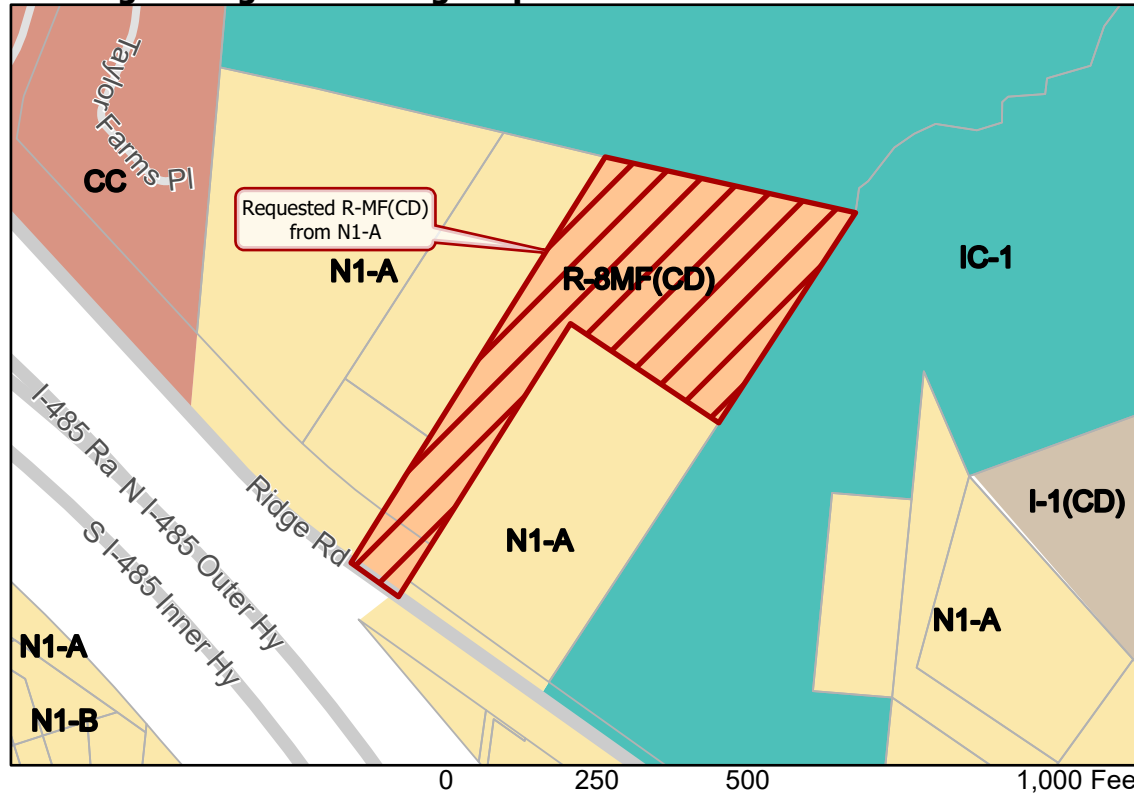 Taylor Farms Pl
CC
Requested R-MF(CD)
from N1-A
N1-A
R-8MF(CD)
IC-1
I-485 Ra N I-485 Outer Hy
S I-485 Inner Hy
Ridge Rd
N1-A
I-1(CD)
N1-A
N1-A
N1-B
0 250 500 1,000 Fee